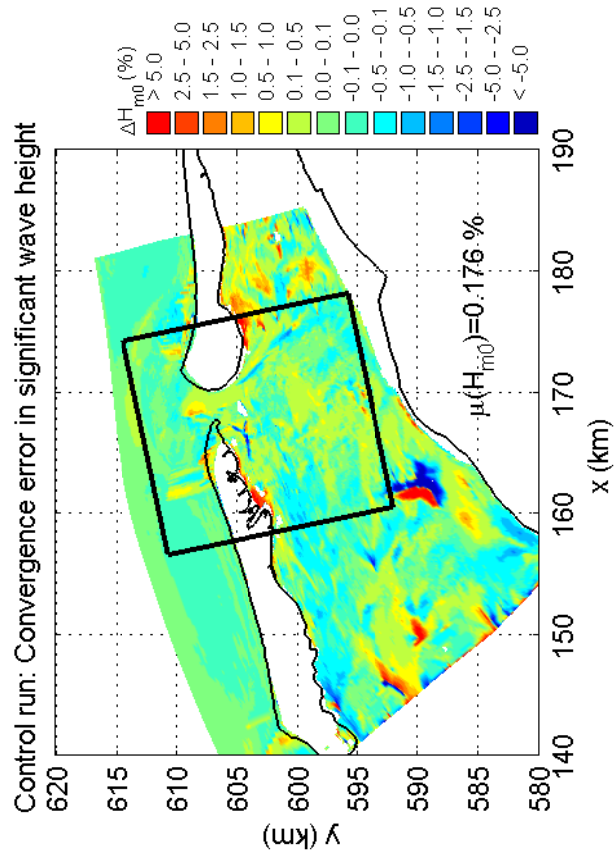 Control run: Convergence error in significant wave height
ΔHm0 (%)
> 5.0
2.5 - 5.0
1.5 - 2.5
1.0 - 1.5
0.5 - 1.0
0.1 - 0.5
0.0 - 0.1
-0.1 - 0.0
-0.5 - -0.1
-1.0 - -0.5
-1.5 - -1.0
-2.5 - -1.5
-5.0 - -2.5
< -5.0
620
615
610
605
600
595
590
585
580
y (km)
μ(Hm0)=0.176 %
140
150
160
170
180
190
x (km)